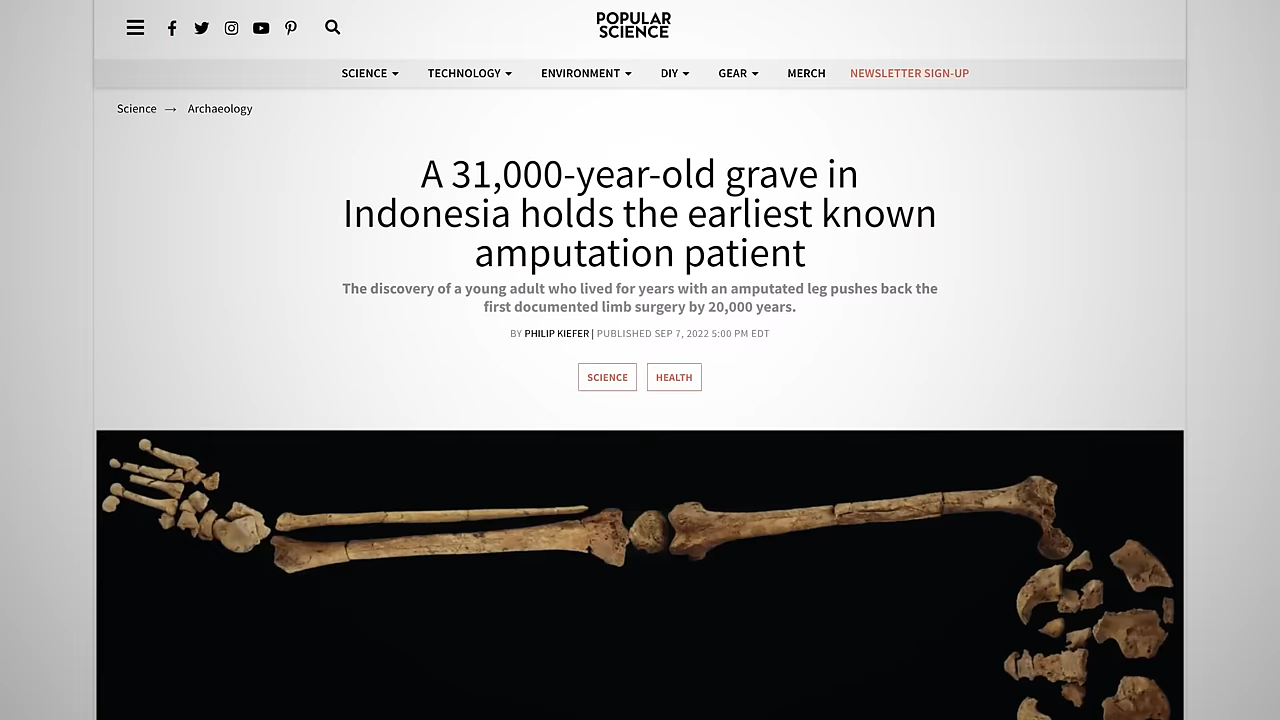 POPULAR
SCIENCE
SCIENCE
TECHNOLOGY
ENVIRONMENT
DIY
GEAR
MERCH
NEWSLETTER SIGN-UP
Science → Archaeology
A 31,000-year-old grave in
Indonesia holds the earliest known
amputation patient
The discovery of a young adult who lived for years with an amputated leg pushes back the
first documented limb surgery by 20,000 years.
BY PHILIP KIEFER | PUBLISHED SEP 7, 2022 5:00 PM EDT
SCIENCE
HEALTH